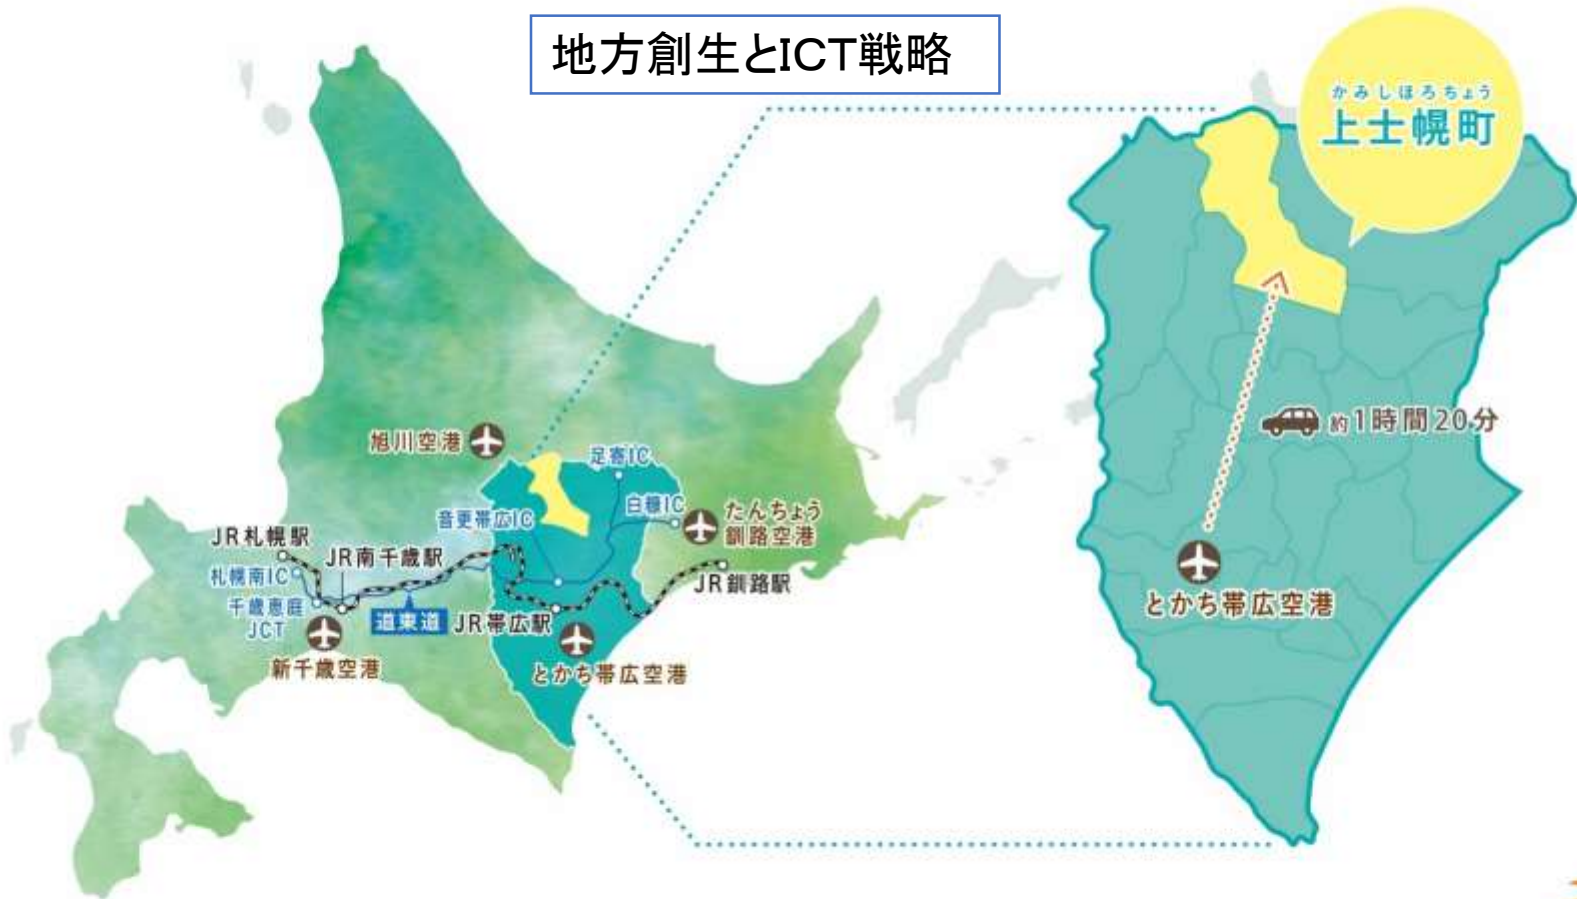 地方創生とICT戦略
かみしほろちょう
上士幌町
旭川空港
足寄IC
白糠IC
音更帯広IC
たんちょう
釧路空港
JR札幌駅
JR南千歳駅
札幌南IC
JR釧路駅
千歳恵庭
JCT
道東道
JR帯広駅
新千歳空港
とかち帯広空港
約1時間20分
とかち帯広空港